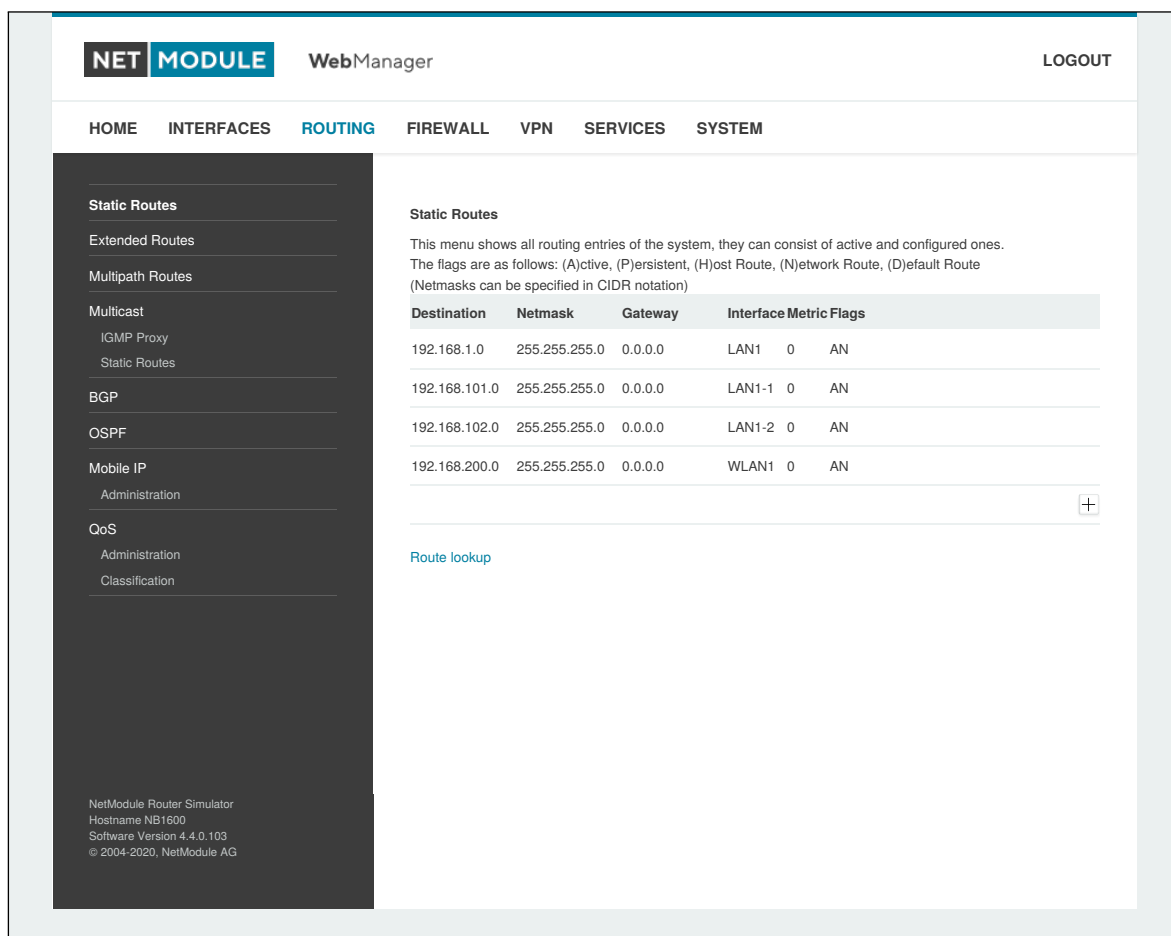 NET MODULE WebManager LOGOUT
HOME INTERFACES ROUTING FIREWALL VPN SERVICES SYSTEM
Static Routes
Extended Routes
Multipath Routes
Multicast
IGMP Proxy
Static Routes
BGP
OSPF
Mobile IP
Administration
QoS
Administration
Classification
NetModule Router Simulator
Hostname NB1600
Software Version 4.4.0.103
© 2004-2020, NetModule AG
Static Routes
This menu shows all routing entries of the system, they can consist of active and configured ones.
The flags are as follows: (A)ctive, (P)ersistent, (H)ost Route, (N)etwork Route, (D)efault Route
(Netmasks can be specified in CIDR notation)
Destination Netmask Gateway Interface Metric Flags
192.168.1.0 255.255.255.0 0.0.0.0 LAN1 0 AN
192.168.101.0 255.255.255.0 0.0.0.0 LAN1-1 0 AN
192.168.102.0 255.255.255.0 0.0.0.0 LAN1-2 0 AN
192.168.200.0 255.255.255.0 0.0.0.0 WLAN1 0 AN
Route lookup